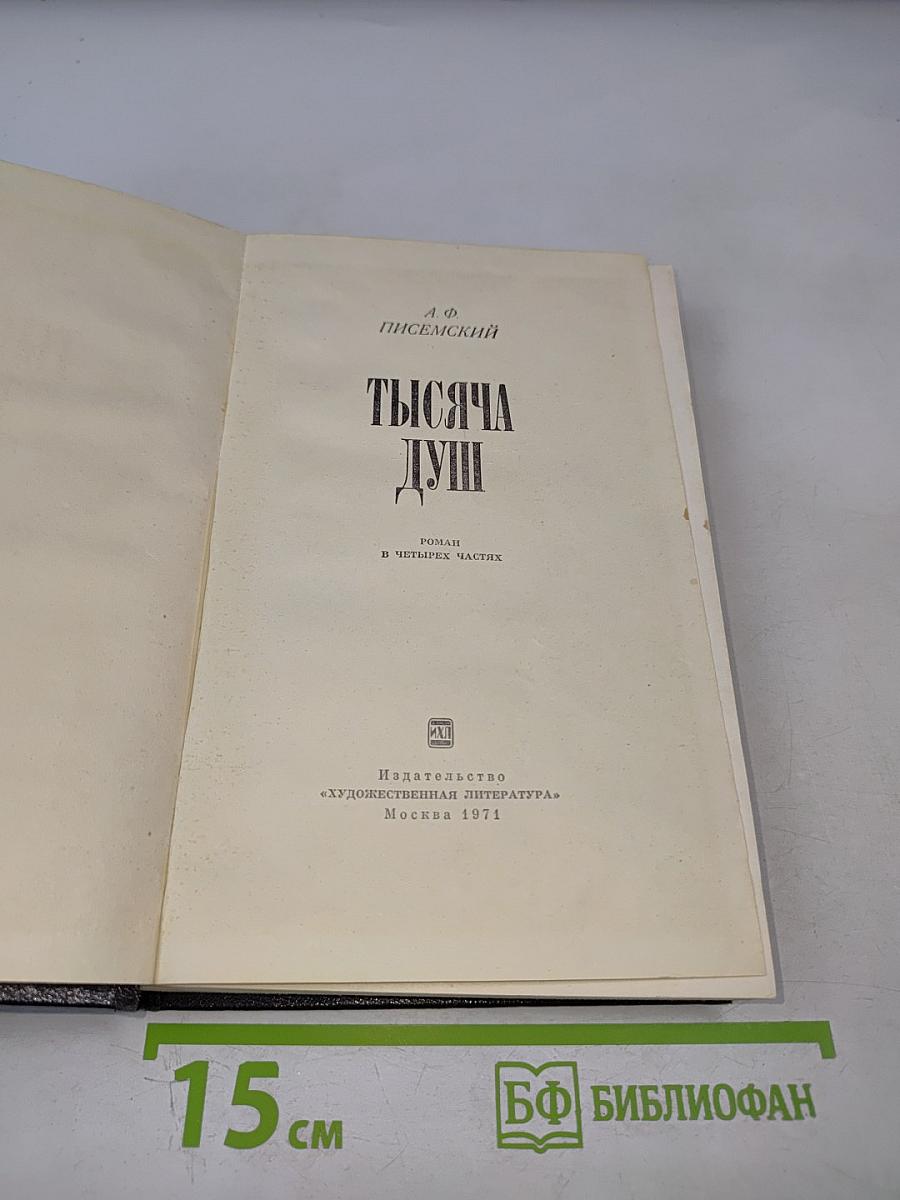 А. Ф.
ПИСЕМСКИЙ
ТЫСЯЧА
ДУШ
РОМАН
В ЧЕТЫРЕХ ЧАСТЯХ
ИХЛ
Издательство
«ХУДОЖЕСТВЕННАЯ ЛИТЕРАТУРА»
Москва 1971
15 см
БФ БИБЛИОФАН